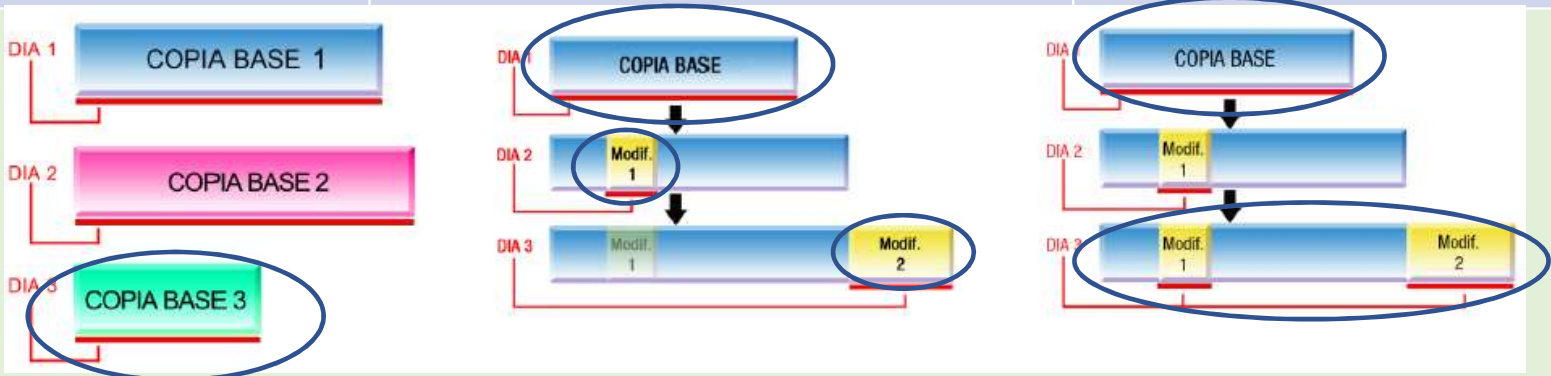 DIA 1
COPIA BASE 1
DIA 2
COPIA BASE 2
DIA 3
COPIA BASE 3
DIA 1
COPIA BASE
DIA 2
Modif.
1
DIA 3
Modif.
1
Modif.
2
DIA
COPIA BASE
DIA 2
Modif.
1
DIA 3
Modif.
1
Modif.
2